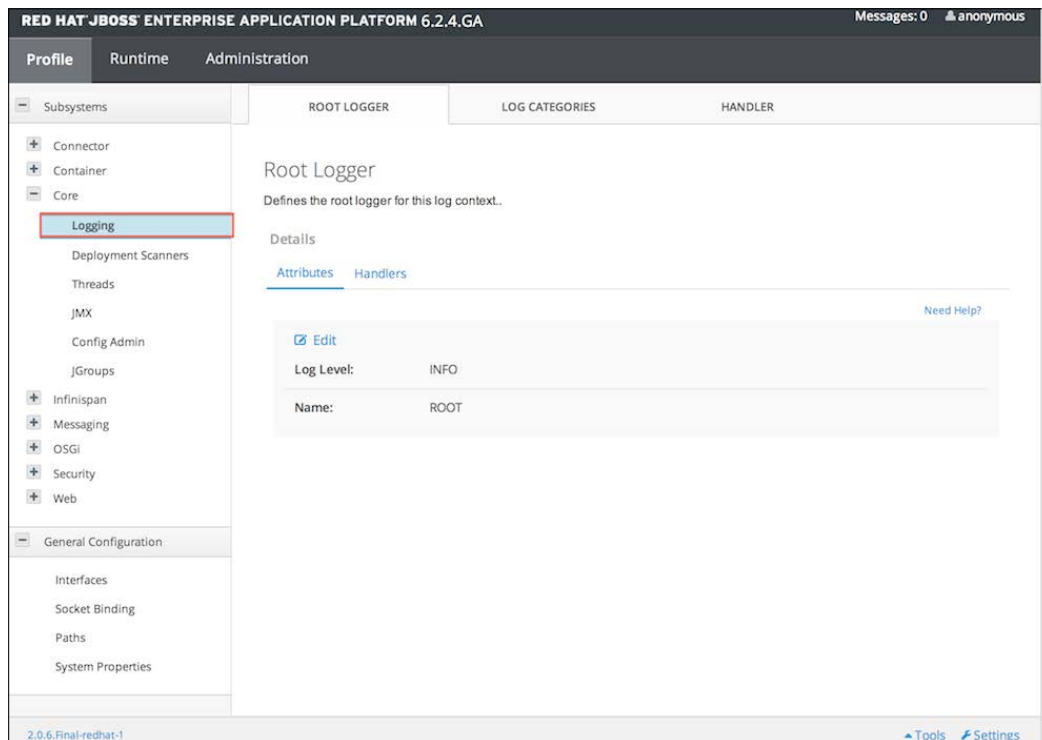 RED HAT JBOSS ENTERPRISE APPLICATION PLATFORM 6.2.4.GA
Messages: 0 anonymous
Profile Runtime Administration
Subsystems
ROOT LOGGER LOG CATEGORIES HANDLER
Connector
Container
Core
Logging
Deployment Scanners
Threads
JMX
Config Admin
JGroups
Infinispan
Messaging
OSGi
Security
Web
General Configuration
Interfaces
Socket Binding
Paths
System Properties
Root Logger
Defines the root logger for this log context..
Details
Attributes Handlers
Need Help?
Edit
Log Level: INFO
Name: ROOT
2.0.6.Final-redhat-1
Tools Settings